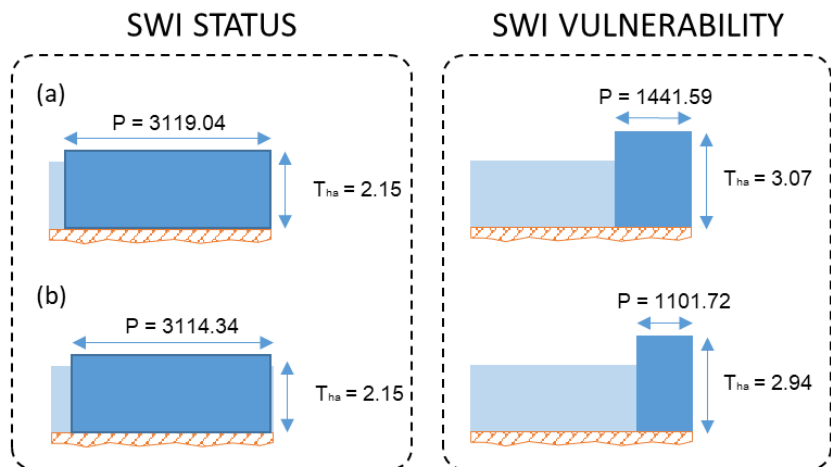 SWI STATUS
SWI VULNERABILITY
(a)
P = 3119.04
Tha = 2.15
P = 1441.59
Tha = 3.07
(b)
P = 3114.34
Tha = 2.15
P = 1101.72
Tha = 2.94